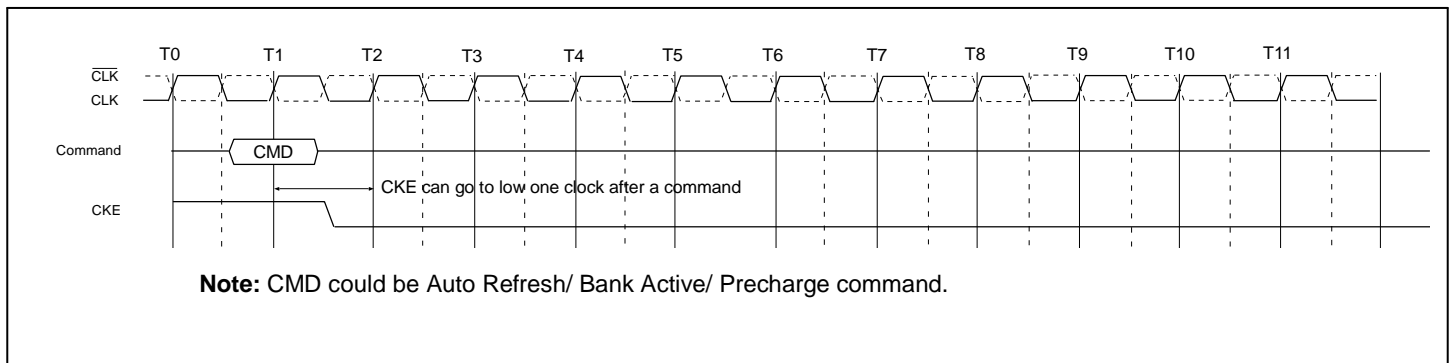 T0 T1 T2 T3 T4 T5 T6 T7 T8 T9 T10 T11
CLK
CLK
Command
CMD
CKE can go to low one clock after a command
CKE
Note: CMD could be Auto Refresh/ Bank Active/ Precharge command.